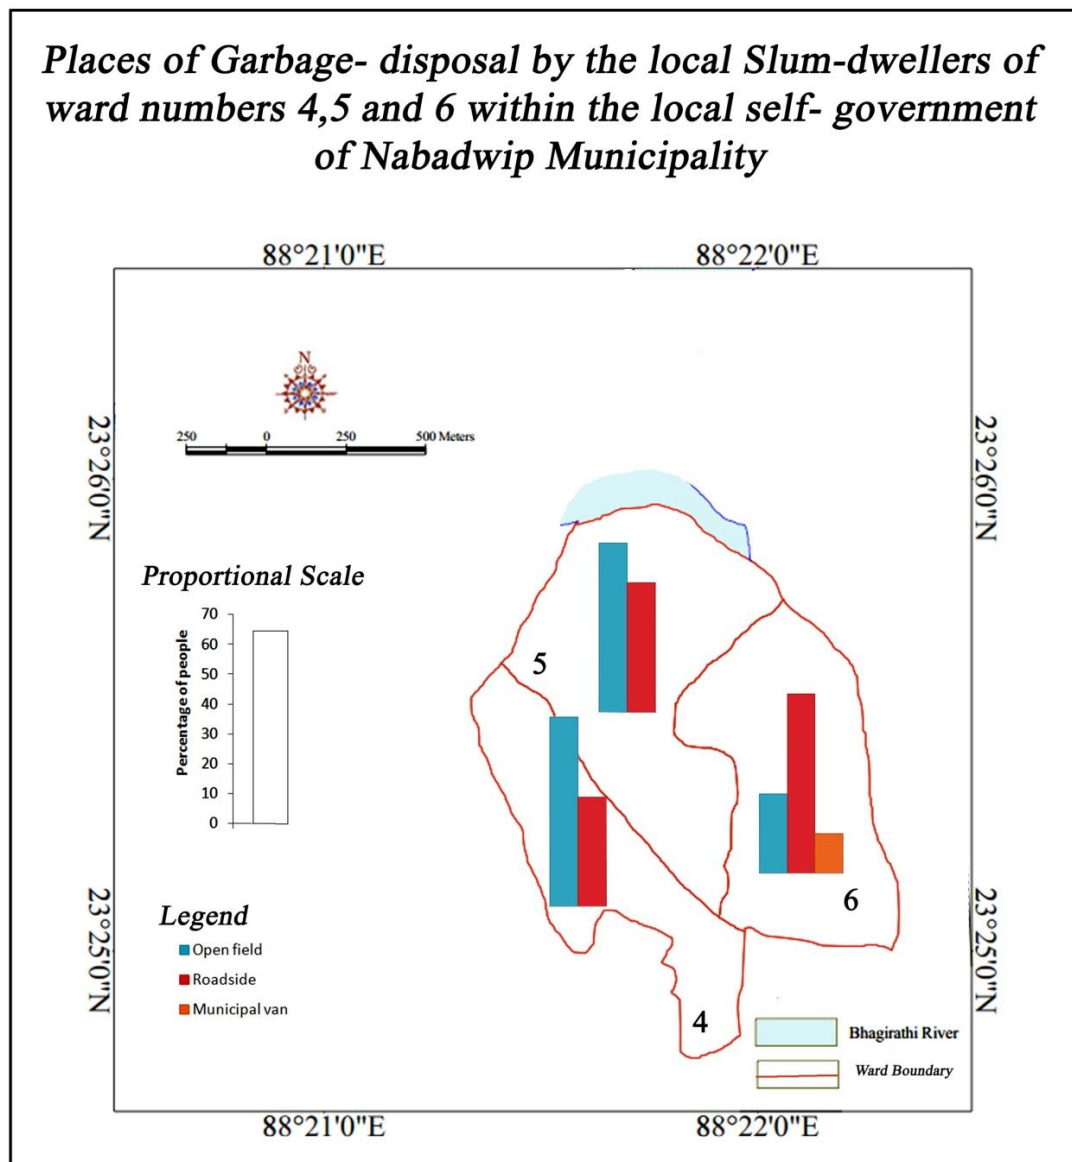 Places of Garbage- disposal by the local Slum-dwellers of
ward numbers 4,5 and 6 within the local self- government
of Nabadwip Municipality
88°21'0"E 88°22'0"E
N
250 0 250 500 Meters
23°26'0"N 23°26'0"N
Proportional Scale
Percentage of people
70
60
50
40
30
20
10
0
5
6
4
23°25'0"N 23°25'0"N
Legend
Open field
Roadside
Municipal van
Bhagirathi River
Ward Boundary
88°21'0"E 88°22'0"E